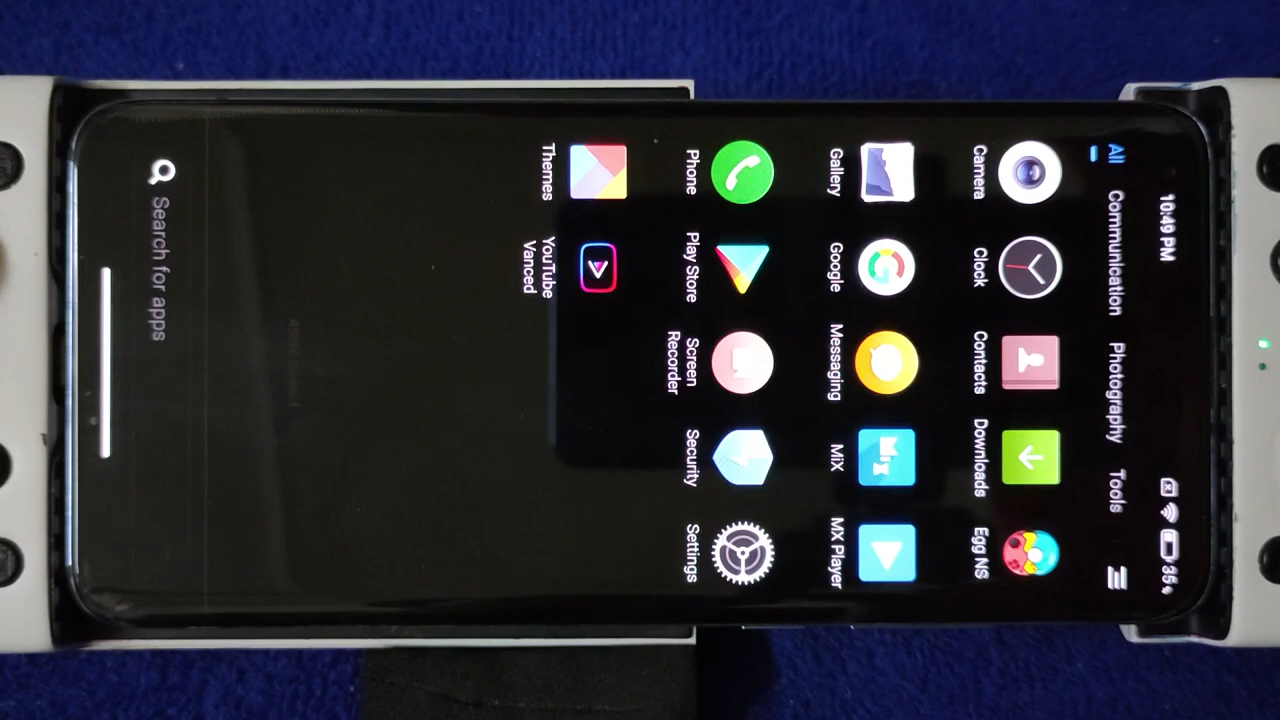 10:49 PM
35
All Communication Photography Tools
Camera Clock Contacts Downloads Egg NS
Mix
Gallery Google Messaging MiX MX Player
Phone Play Store Screen Security Settings
Recorder
Themes YouTube
Vanced
Search for apps